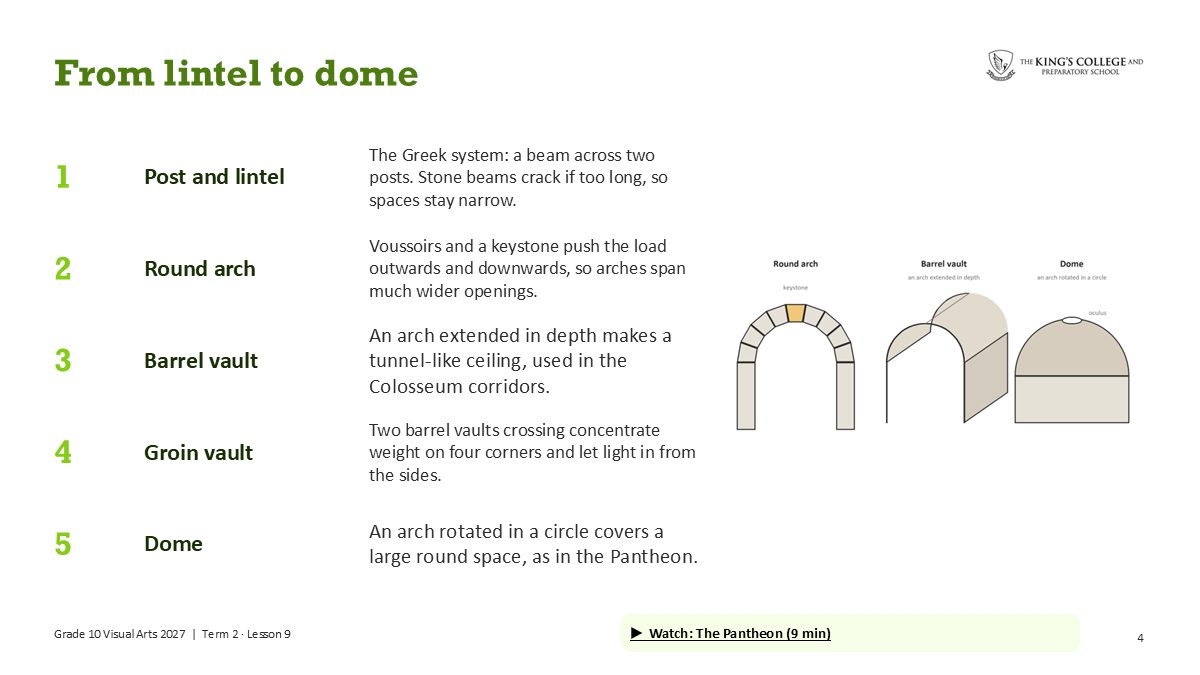 From lintel to dome
THE KING'S COLLEGE AND
PREPARATORY SCHOOL
1
Post and lintel
The Greek system: a beam across two
posts. Stone beams crack if too long, so
spaces stay narrow.
2
Round arch
Voussoirs and a keystone push the load
outwards and downwards, so arches span
much wider openings.
3
Barrel vault
An arch extended in depth makes a
tunnel-like ceiling, used in the
Colosseum corridors.
4
Groin vault
Two barrel vaults crossing concentrate
weight on four corners and let light in from
the sides.
5
Dome
An arch rotated in a circle covers a
large round space, as in the Pantheon.
Round arch
keystone
Barrel vault
an arch extended in depth
Dome
an arch rotated in a circle
oculus
Grade 10 Visual Arts 2027 | Term 2 · Lesson 9
▶ Watch: The Pantheon (9 min)
4